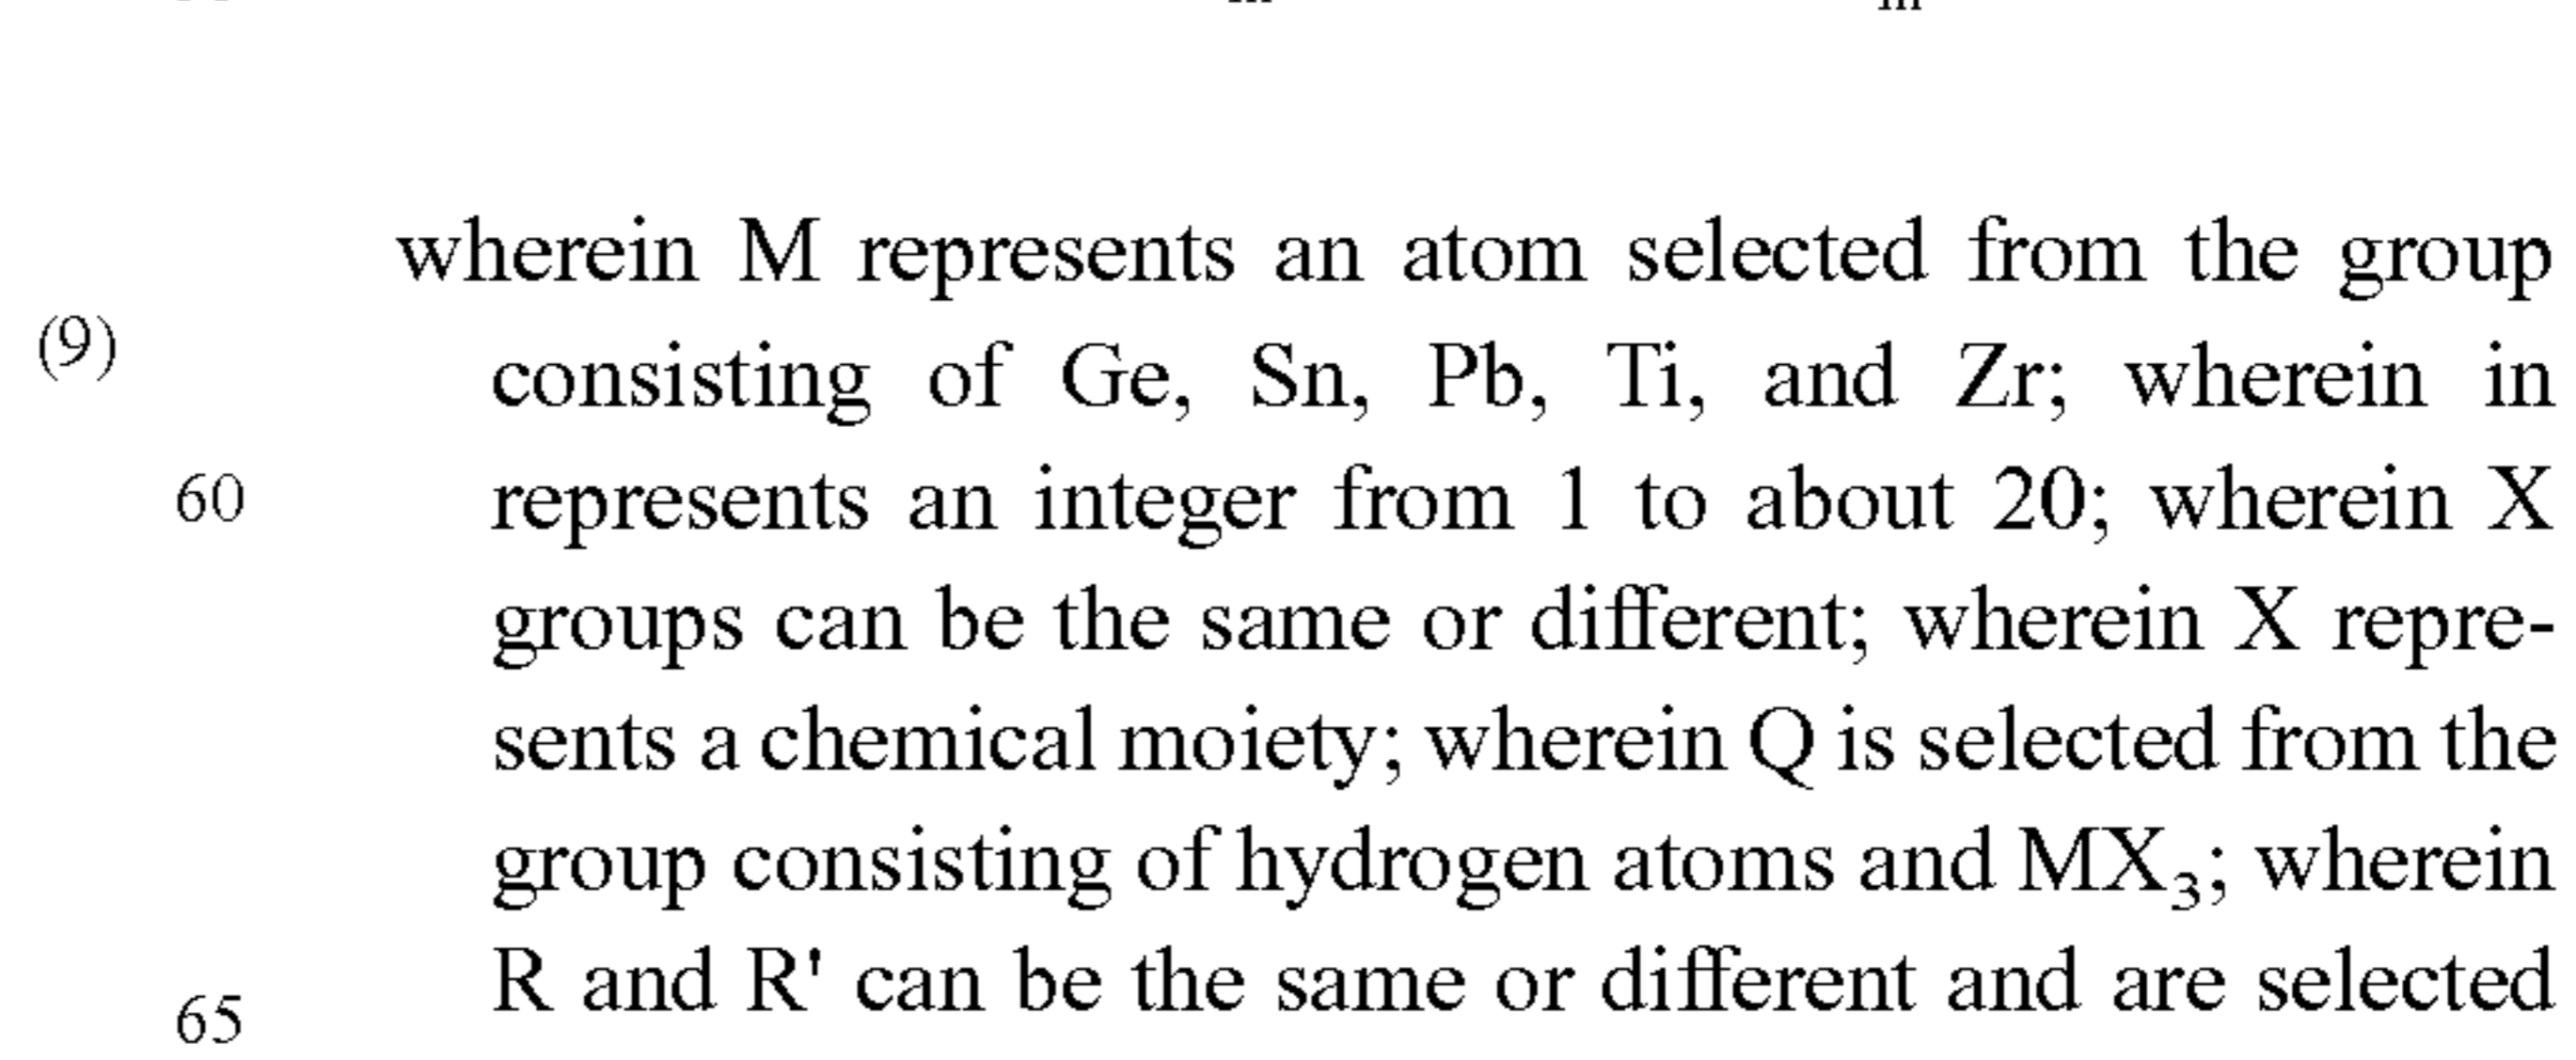 wherein M represents an atom selected from the group
(9)
consisting of Ge, Sn, Pb, Ti, and Zr; wherein in
60 represents an integer from 1 to about 20; wherein X
groups can be the same or different; wherein X repre-
sents a chemical moiety; wherein Q is selected from the
group consisting of hydrogen atoms and MX₃; wherein
R and R' can be the same or different and are selected
65